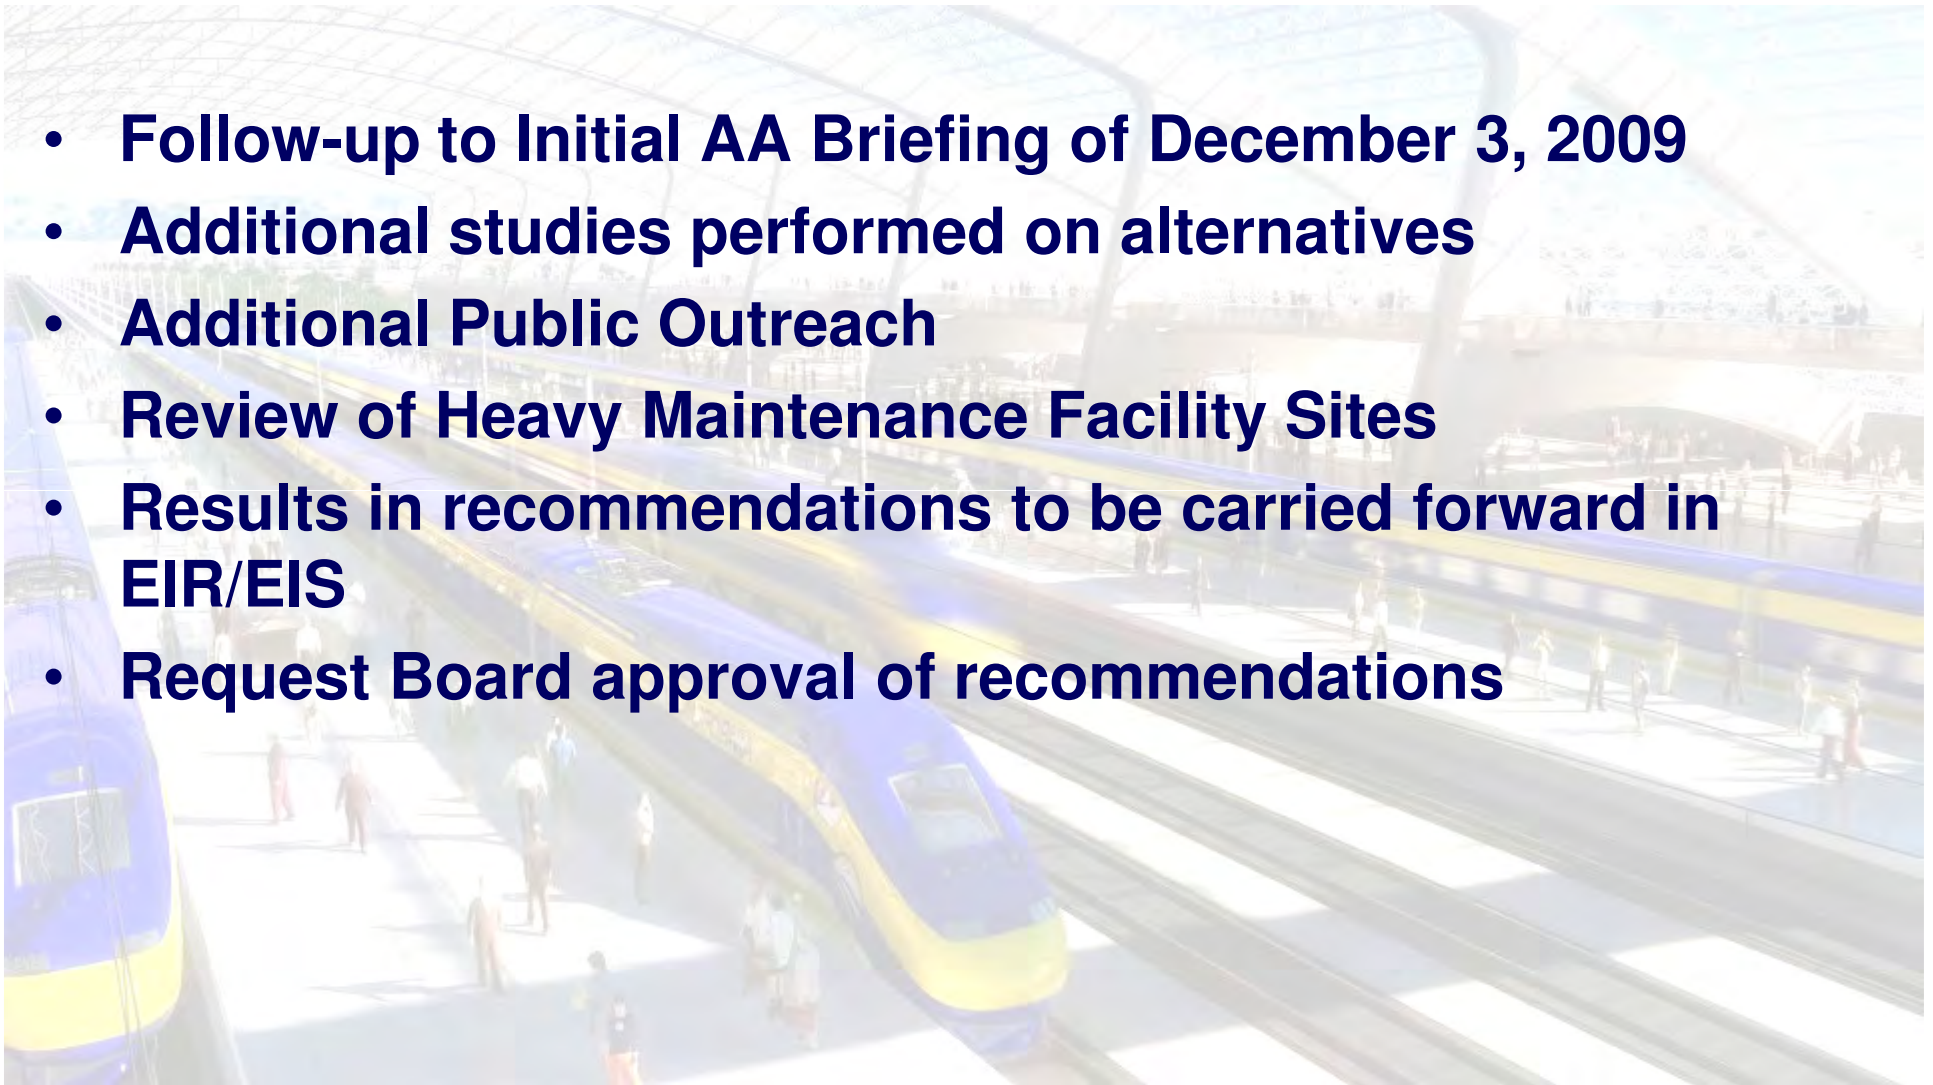 • Follow-up to Initial AA Briefing of December 3, 2009
• Additional studies performed on alternatives
• Additional Public Outreach
• Review of Heavy Maintenance Facility Sites
• Results in recommendations to be carried forward in
EIR/EIS
• Request Board approval of recommendations